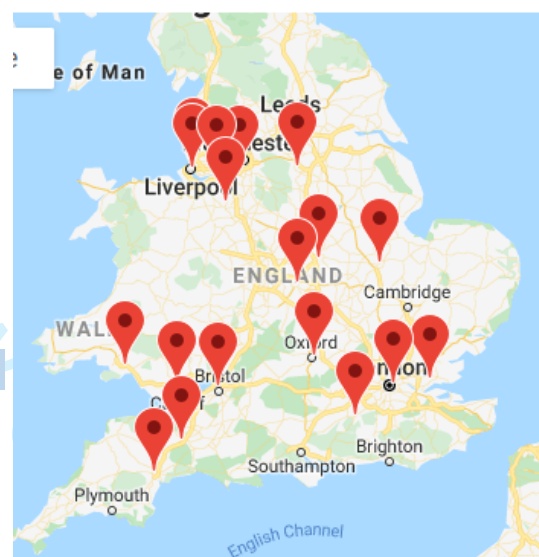 e of Man
Leeds
Liverpool
ENGLAND
Cambridge
WAL
Oxford
Bristol
Brighton
Southampton
Plymouth
English Channel